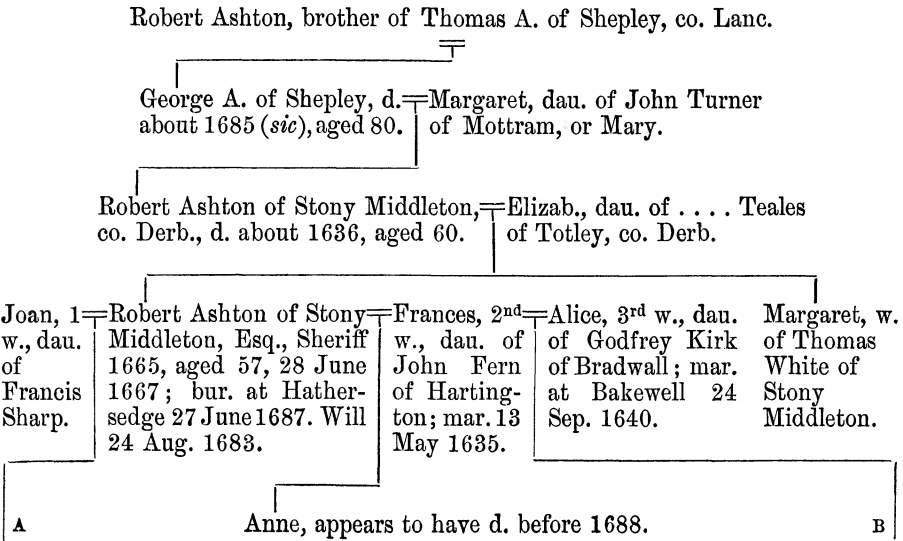 Robert Ashton, brother of Thomas A. of Shepley, co. Lanc.
George A. of Shepley, d.
about 1685 (sic), aged 80.
Margaret, dau. of John Turner
of Mottram, or Mary.
Robert Ashton of Stony Middleton,
co. Derb., d. about 1636, aged 60.
Elizab., dau. of . . . . Teales
of Totley, co. Derb.
Joan, 1
w., dau.
of
Francis
Sharp.
Robert Ashton of Stony
Middleton, Esq., Sheriff
1665, aged 57, 28 June
1667; bur. at Hather-
sedge 27 June 1687. Will
24 Aug. 1683.
Frances, 2nd
w., dau. of
John Fern
of Harting-
ton; mar. 13
May 1635.
Alice, 3rd w., dau.
of Godfrey Kirk
of Bradwall; mar.
at Bakewell 24
Sep. 1640.
Margaret, w.
of Thomas
White of
Stony
Middleton.
A
Anne, appears to have d. before 1688.
B